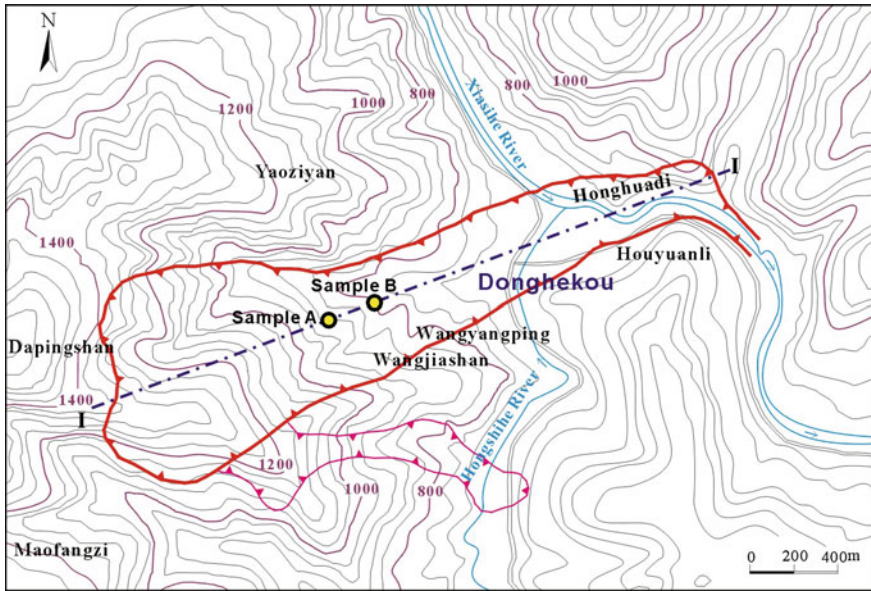 N
1200
1000
800
800
1000
Xiasihe River
Yaoziyan
Honghuadi
I
1400
Houyuanli
Sample B
Donghekou
Sample A
Wangyangping
Dapingshan
Wangjiashan
1400
I
Hongshihe River
1200
1000
800
Maofangzi
0 200 400m